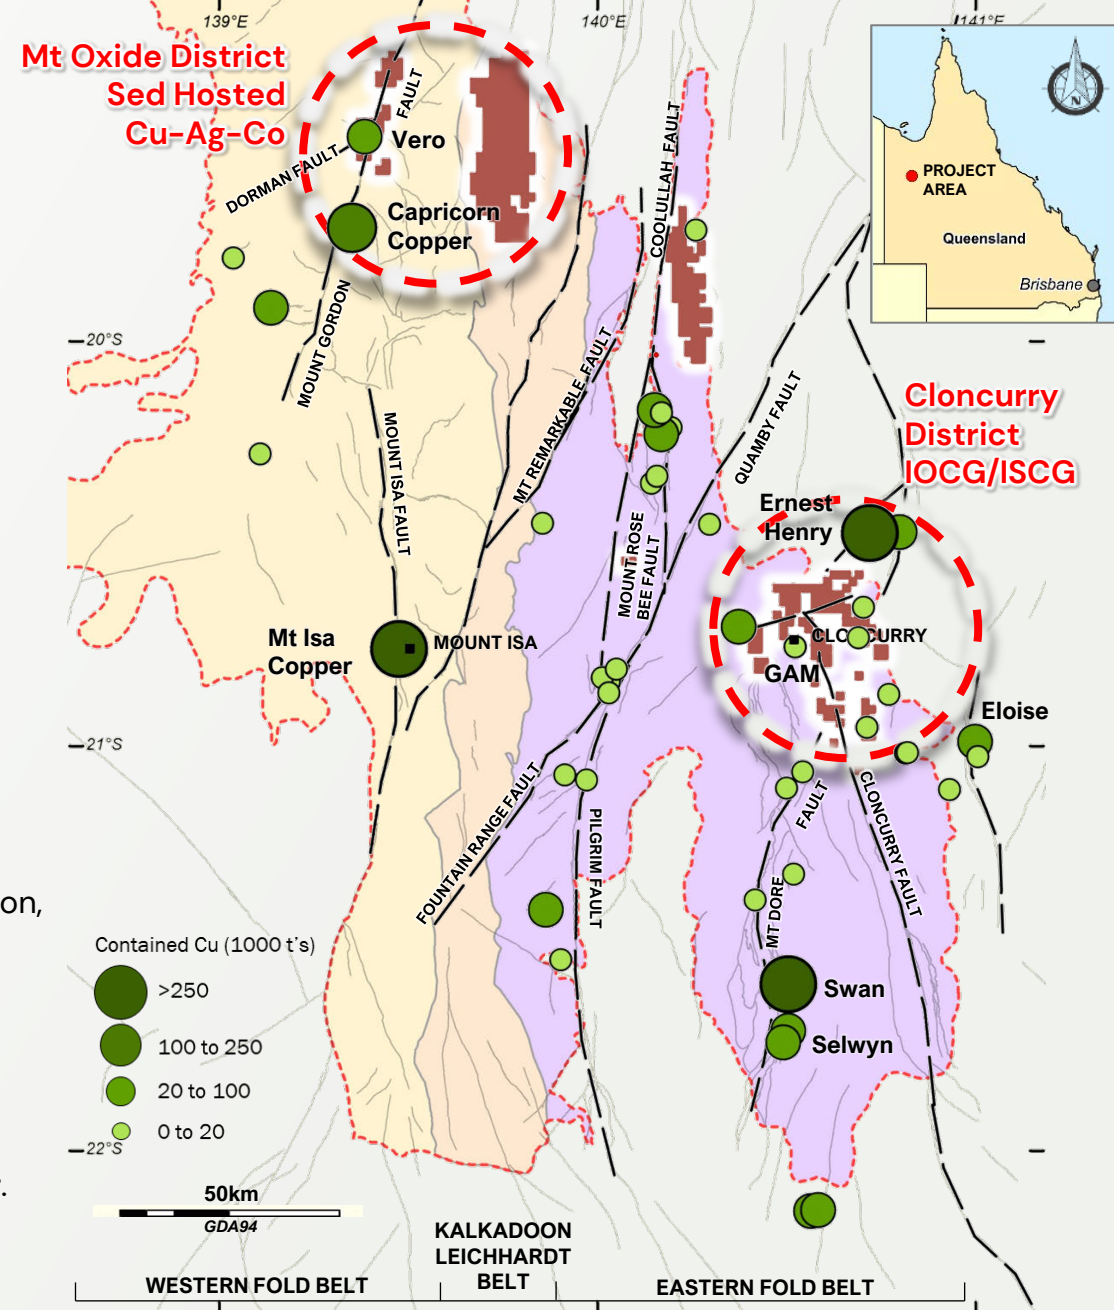 139°E
140°E
141°E
Mt Oxide District
Sed Hosted
Cu-Ag-Co
FAULT
Vero
DORMAN FAULT
Capricorn
Copper
COOLULLAH FAULT
N
PROJECT
AREA
Queensland
Brisbane
20°S
MOUNT GORDON
MT REMARKABLE FAULT
QUAMBY FAULT
Cloncurry
District
IOCG/ISCG
MOUNT ISA FAULT
Ernest
Henry
MOUNT ROSE
BEE FAULT
Mt Isa
Copper
MOUNT ISA
CLONCURRY
GAM
Eloise
21°S
FOUNTAIN RANGE FAULT
PILGRIM FAULT
FAULT
CLONCURRY FAULT
MT DORE
on,
Contained Cu (1000 t's)
>250
100 to 250
20 to 100
0 to 20
Swan
Selwyn
22°S
50km
GDA94
WESTERN FOLD BELT
KALKADOON
LEICHHARDT
BELT
EASTERN FOLD BELT